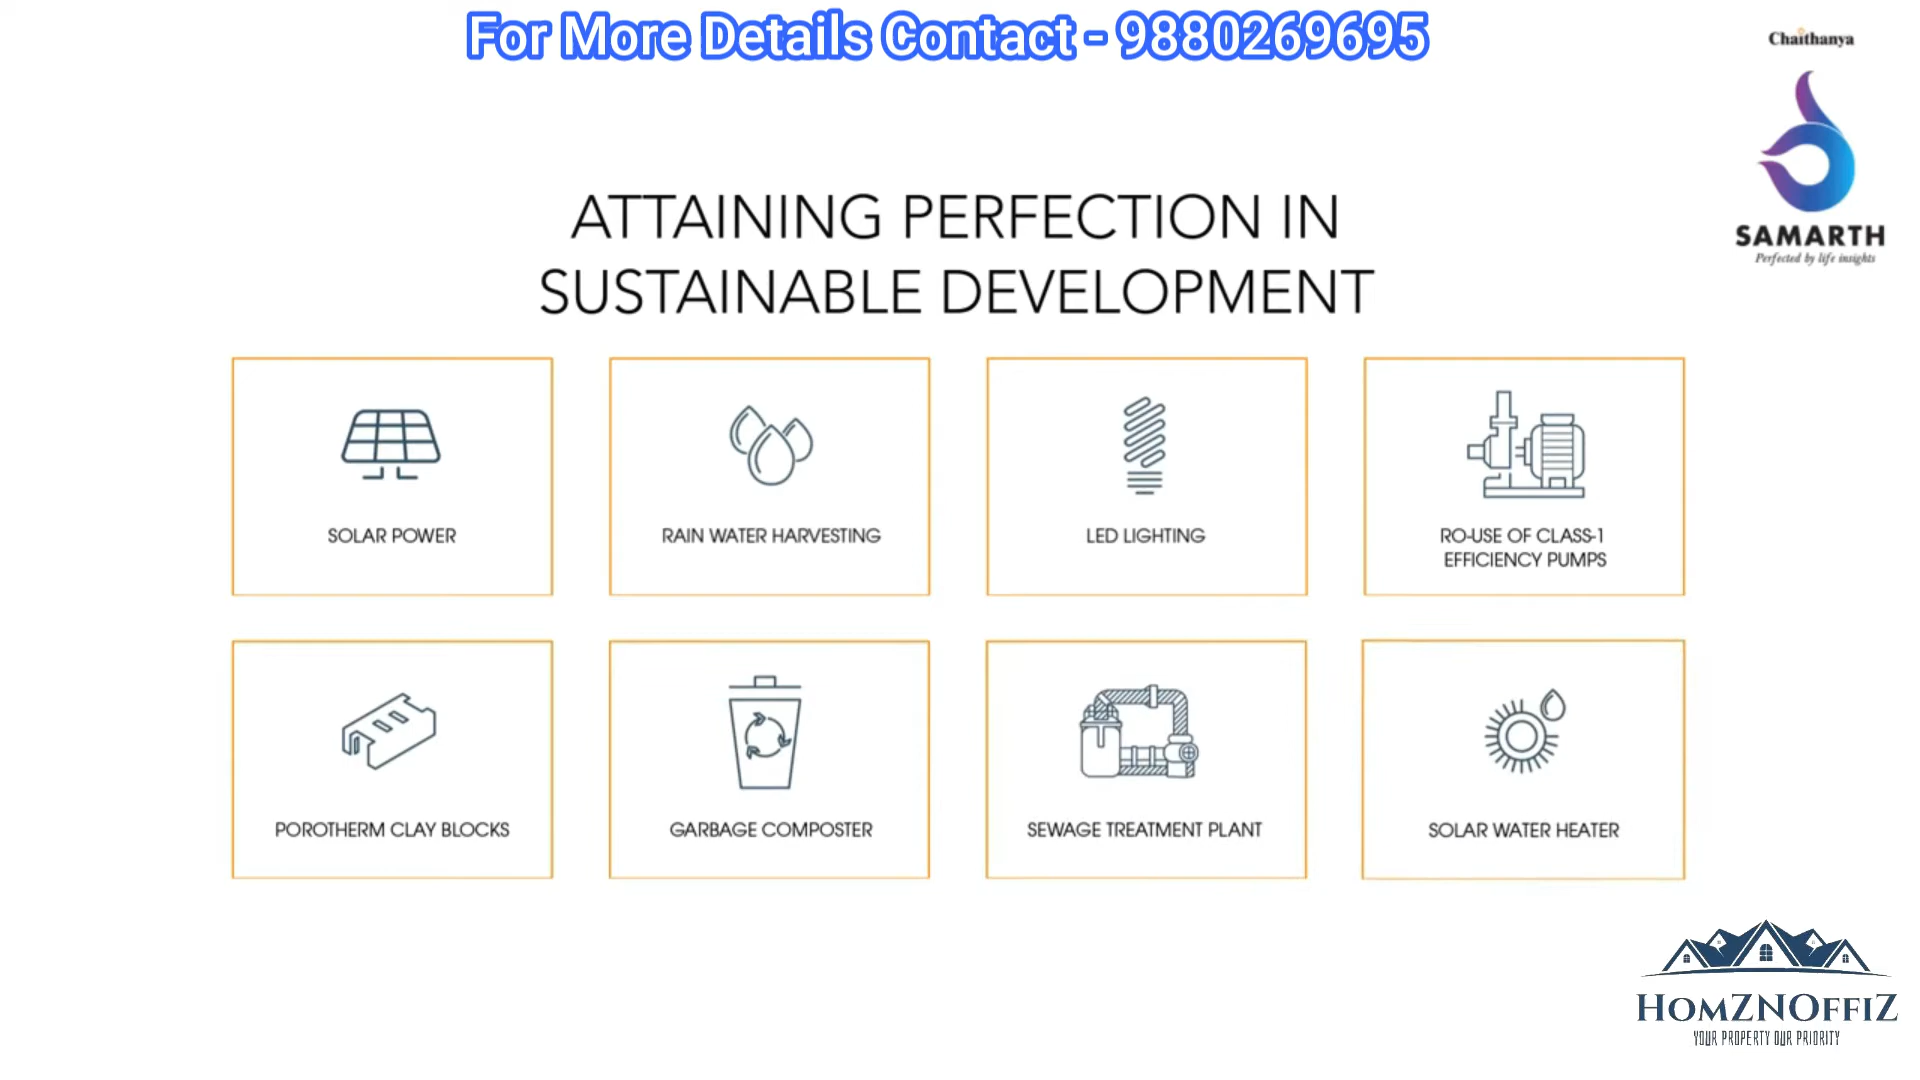 For More Details Contact - 9880269695
Chaithanya
SAMARTH
Perfected by life insights
ATTAINING PERFECTION IN
SUSTAINABLE DEVELOPMENT
SOLAR POWER
RAIN WATER HARVESTING
LED LIGHTING
RO-USE OF CLASS-1
EFFICIENCY PUMPS
POROTHERM CLAY BLOCKS
GARBAGE COMPOSTER
SEWAGE TREATMENT PLANT
SOLAR WATER HEATER
HOMZNOFFIZ
YOUR PROPERTY OUR PRIORITY